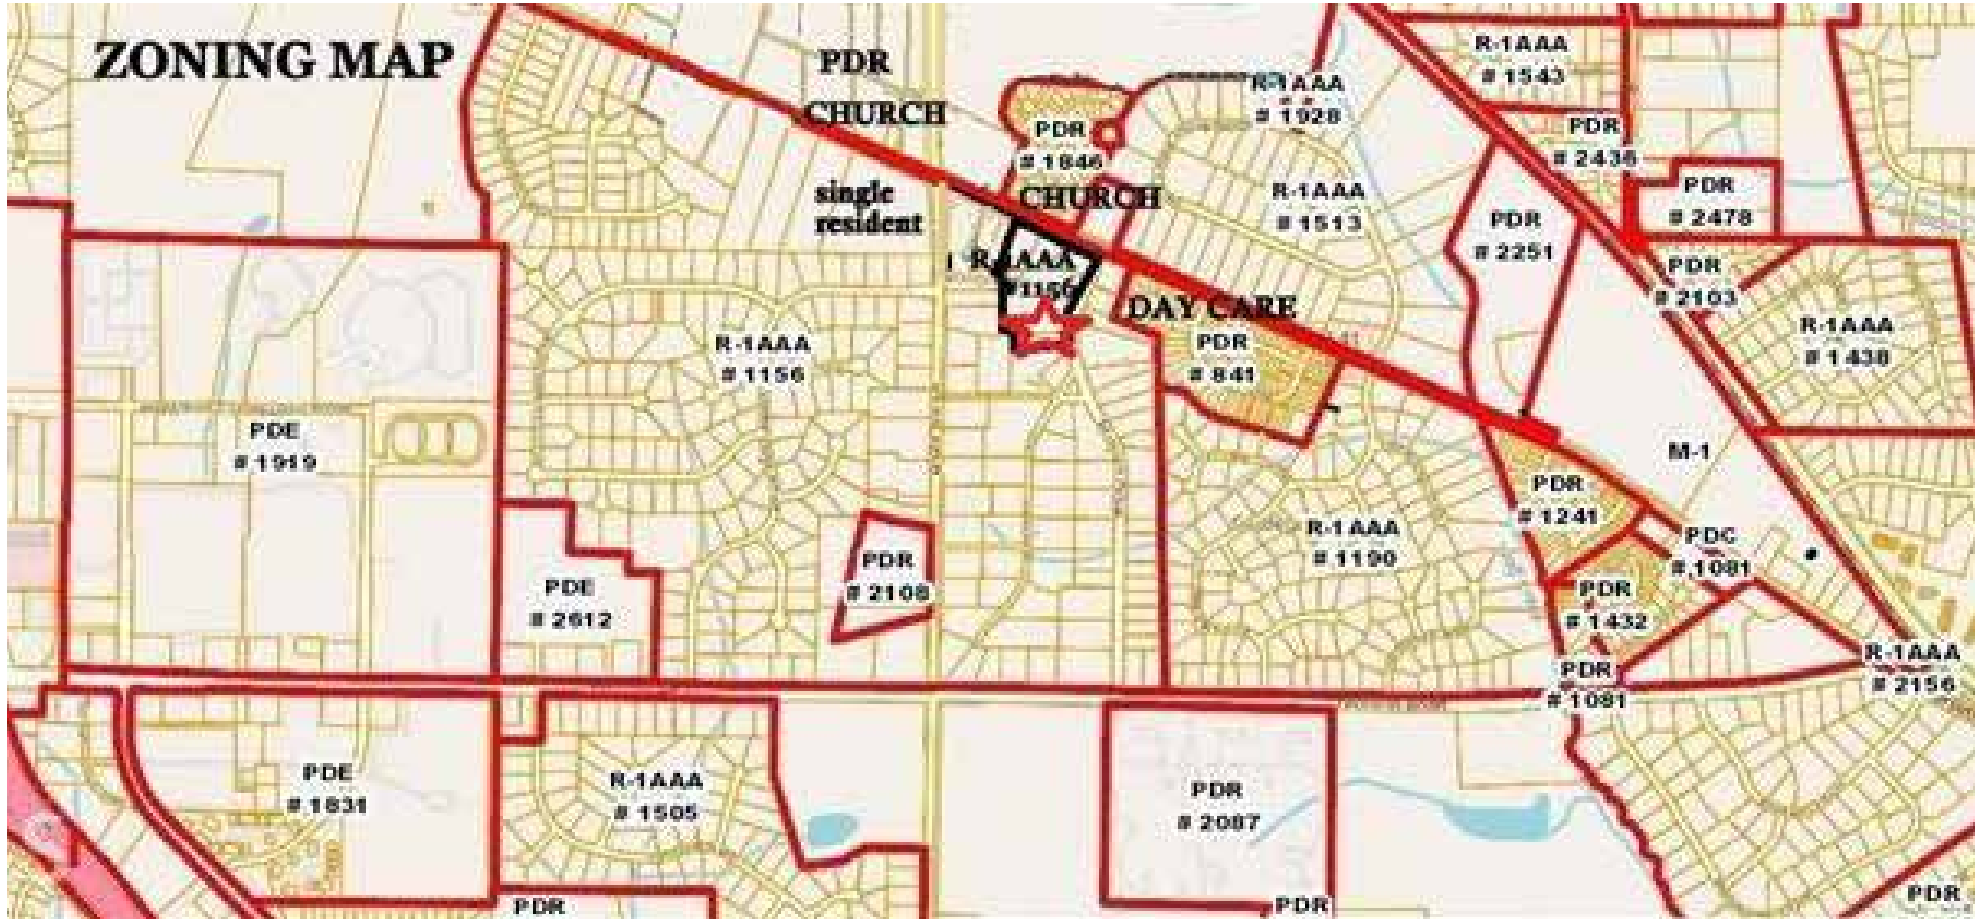 ZONING MAP
PDR
CHURCH
single
resident
PDR
# 1846
CHURCH
R-1AAA
# 1928
R-1AAA
# 1513
R-1AAA
# 1543
PDR
# 2436
PDR
# 2478
PDR
# 2251
PDR
# 2103
R-1AAA
# 1438
R-1AAA
#1156
DAY CARE
PDR
# 841
R-1AAA
# 1156
PDE
# 1919
M-1
PDR
# 1241
PDC
# 1081
R-1AAA
# 1190
PDR
# 2108
PDE
# 2612
PDR
# 1432
PDR
# 1081
R-1AAA
# 2156
PDE
# 1831
R-1AAA
# 1505
PDR
# 2087
PDR
PDR
PDR